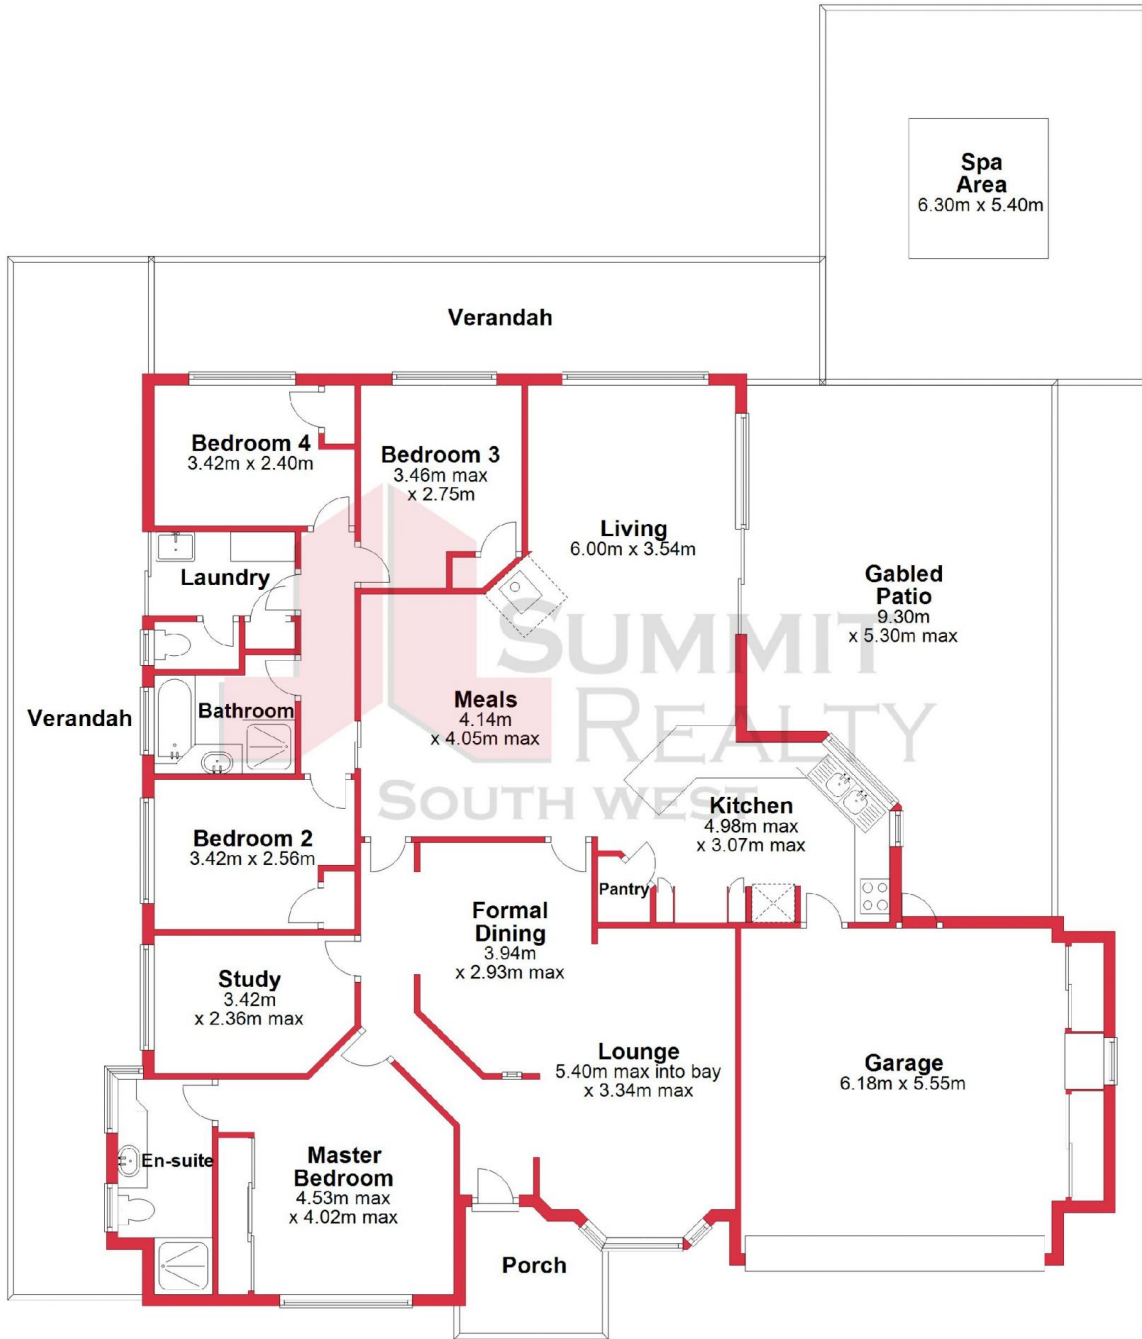 Spa
Area
6.30m x 5.40m
Verandah
Bedroom 4
3.42m x 2.40m
Bedroom 3
3.46m max
x 2.75m
Living
6.00m x 3.54m
Laundry
Gabled
Patio
9.30m
x 5.30m max
SUMMIT
REALTY
SOUTH WEST
Verandah
Bathroom
Meals
4.14m
x 4.05m max
Kitchen
4.98m max
x 3.07m max
Bedroom 2
3.42m x 2.56m
Pantry
Formal
Dining
3.94m
x 2.93m max
Study
3.42m
x 2.36m max
Lounge
5.40m max into bay
x 3.34m max
Garage
6.18m x 5.55m
En-suite
Master
Bedroom
4.53m max
x 4.02m max
Porch